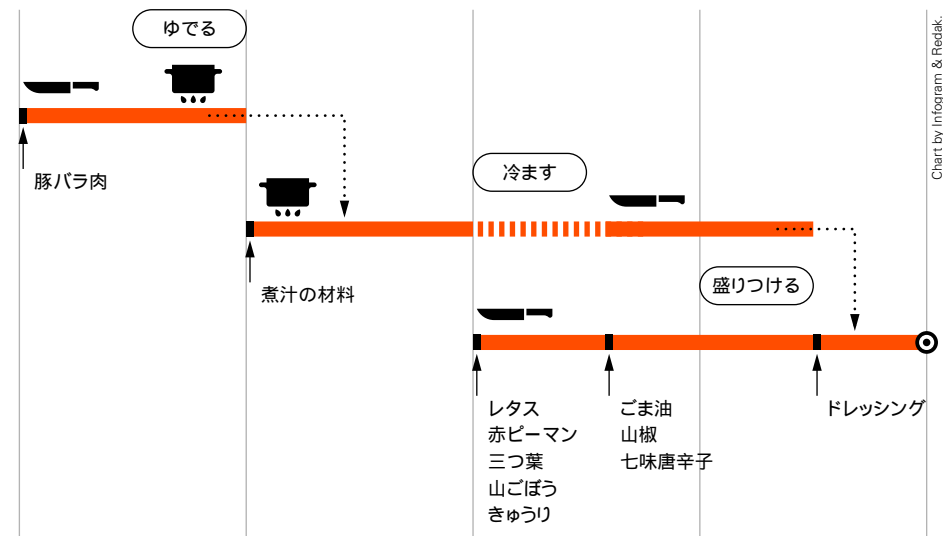 ゆでる
豚バラ肉
冷ます
煮汁の材料
盛りつける
レタス
赤ピーマン
三つ葉
山ごぼう
きゅうり
ごま油
山椒
七味唐辛子
ドレッシング
Chart by Infogram & Redak.